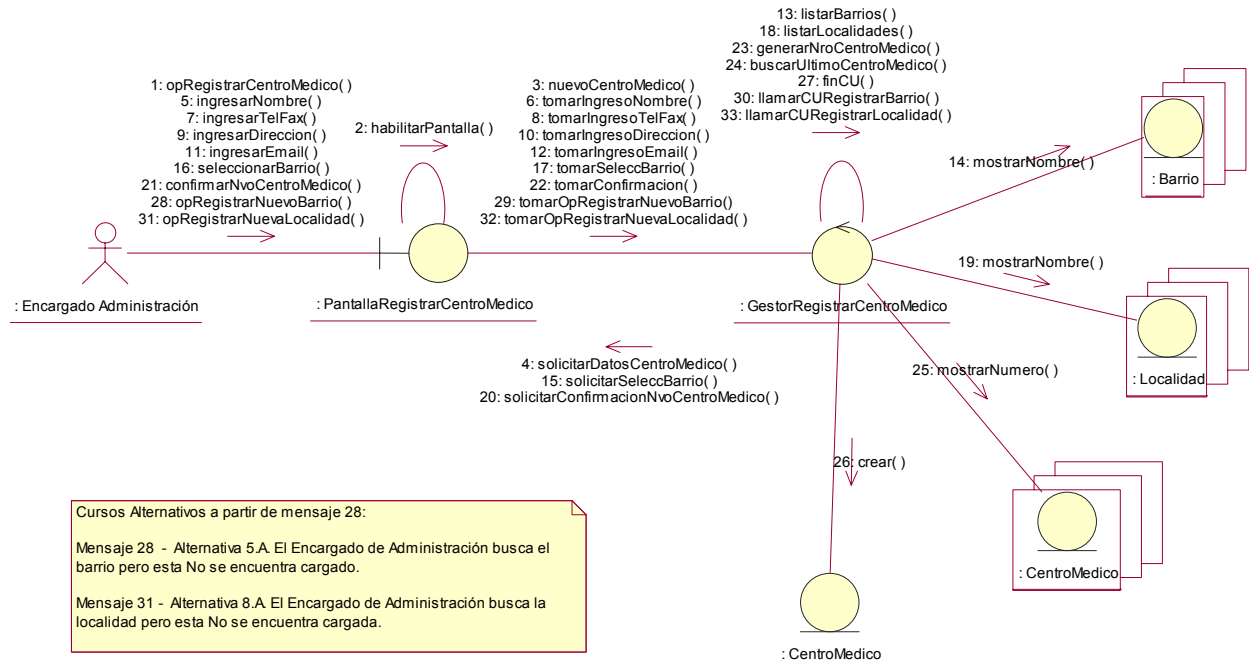 13: listarBarrios( )
18: listarLocalidades( )
23: generarNroCentroMedico( )
24: buscarUltimoCentroMedico( )
27: finCU( )
30: llamarCURegistrarBarrio( )
33: llamarCURegistrarLocalidad( )
1: opRegistrarCentroMedico( )
5: ingresarNombre( )
7: ingresarTelFax( )
9: ingresarDireccion( )
11: ingresarEmail( )
16: seleccionarBarrio( )
21: confirmarNvoCentroMedico( )
28: opRegistrarNuevoBarrio( )
31: opRegistrarNuevaLocalidad( )
2: habilitarPantalla( )
3: nuevoCentroMedico( )
6: tomarIngresoNombre( )
8: tomarIngresoTelFax( )
10: tomarIngresoDireccion( )
12: tomarIngresoEmail( )
17: tomarSeleccBarrio( )
22: tomarConfirmacion( )
29: tomarOpRegistrarNuevoBarrio()
32: tomarOpRegistrarNuevaLocalidad( )
14: mostrarNombre( )
: Barrio
19: mostrarNombre( )
: Localidad
: Encargado Administración
: PantallaRegistrarCentroMedico
: GestorRegistrarCentroMedico
4: solicitarDatosCentroMedico( )
15: solicitarSeleccBarrio( )
20: solicitarConfirmacionNvoCentroMedico( )
25: mostrarNumero( )
26: crear( )
: CentroMedico
: CentroMedico
Cursos Alternativos a partir de mensaje 28:
Mensaje 28 - Alternativa 5.A. El Encargado de Administración busca el
barrio pero esta No se encuentra cargado.
Mensaje 31 - Alternativa 8.A. El Encargado de Administración busca la
localidad pero esta No se encuentra cargada.